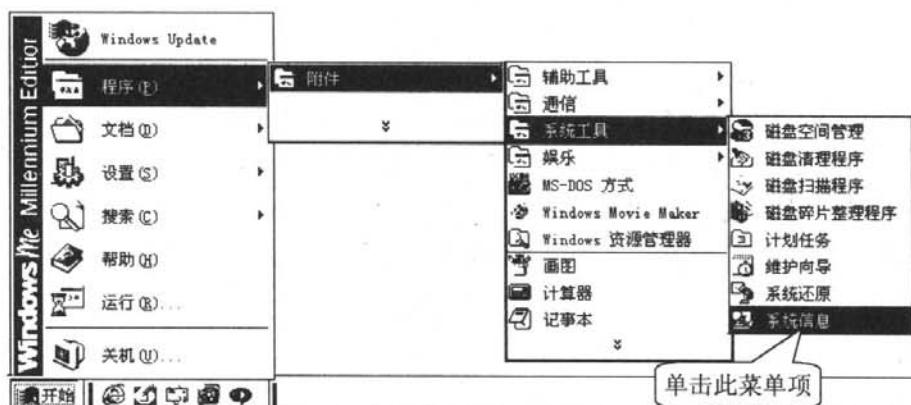 Windows Me Millennium Edition
Windows Update
程序(P)
文档(D)
设置(S)
搜索(C)
帮助(H)
运行(R)...
关机(U)...
开始
附件
辅助工具
通信
系统工具
娱乐
MS-DOS 方式
Windows Movie Maker
Windows 资源管理器
画图
计算器
记事本
磁盘空间管理
磁盘清理程序
磁盘扫描程序
磁盘碎片整理程序
计划任务
维护向导
系统还原
系统信息
单击此菜单项